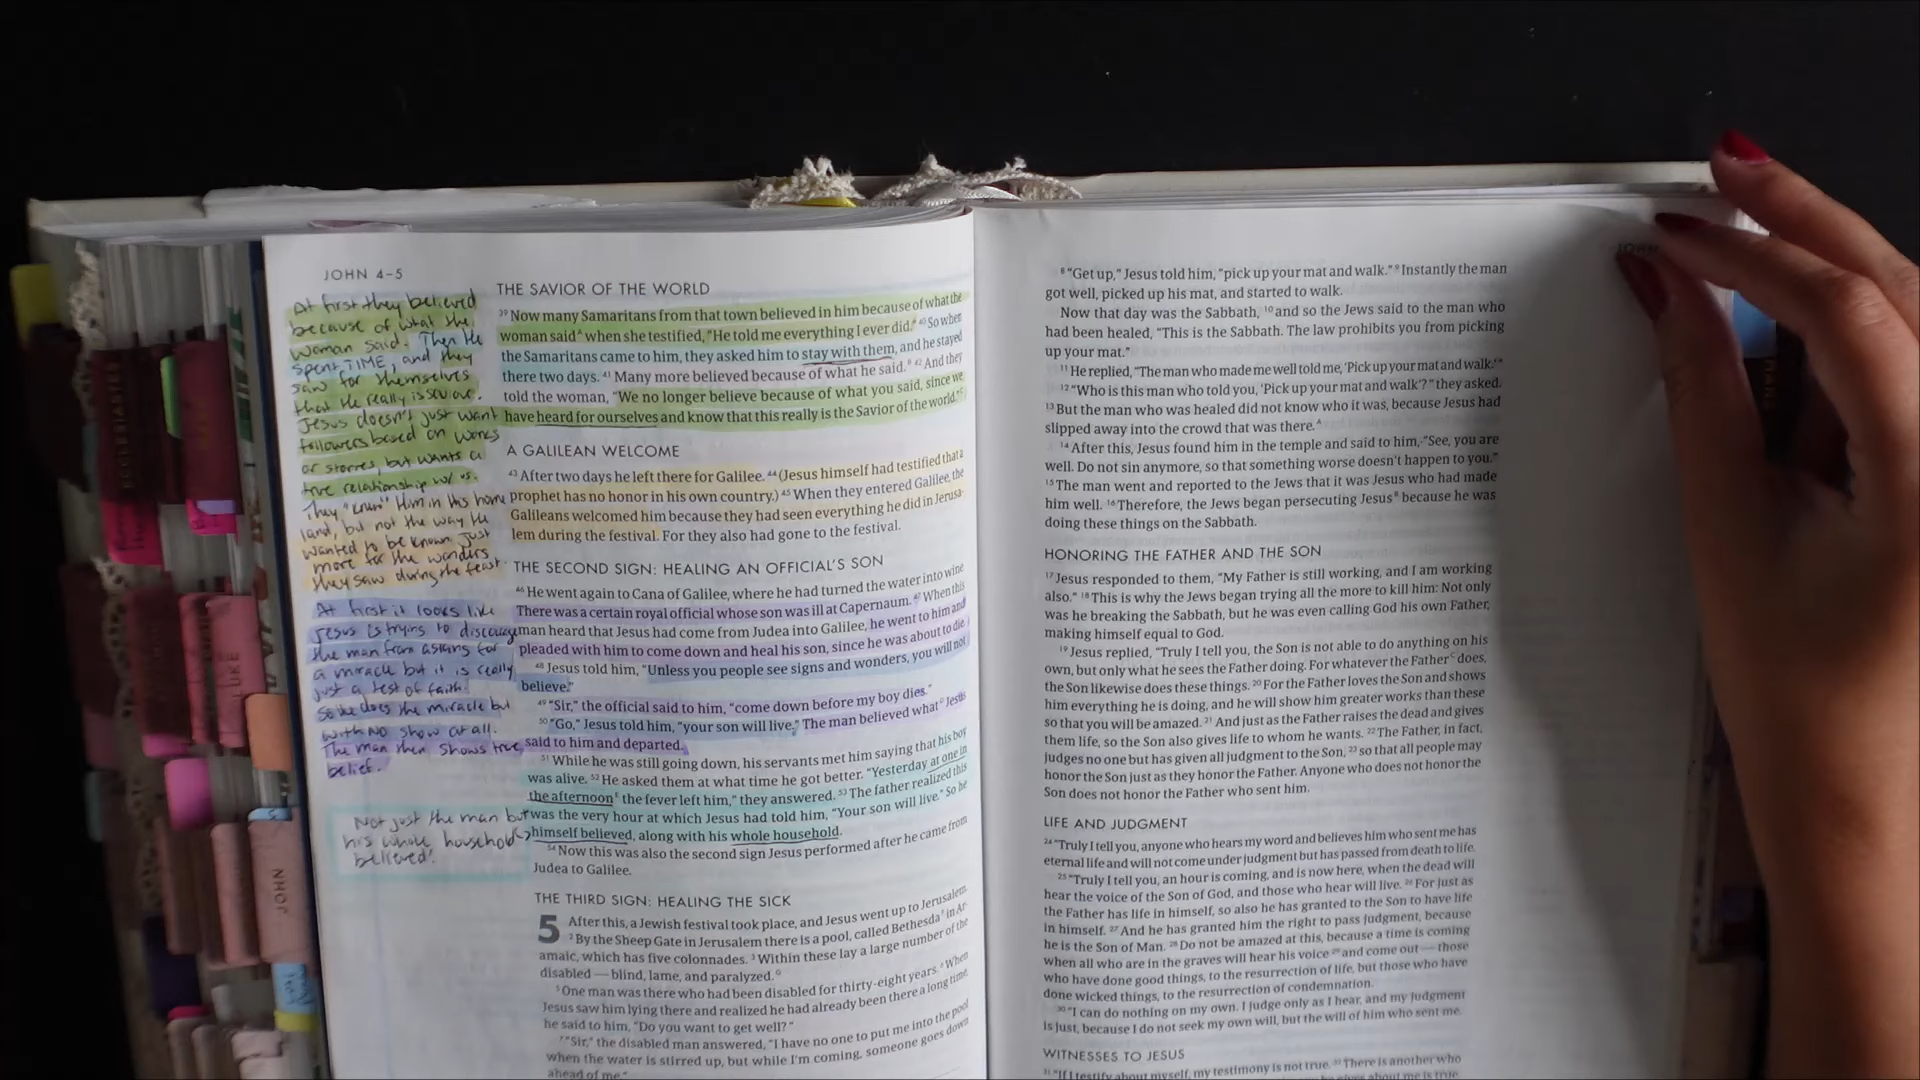 JOHN 4–5
At first they believed
because of what the
woman said. Then He
spends TIME, and they
saw for themselves
that He really is savior.
Jesus doesn't just want
followers based on works
or stories, but wants a
true relationship w/ us.
They "knew" Him in his home
land, but not the way He
wanted to be known. Just
more for the wonders
they saw during the feast.
At first it looks like
Jesus is trying to discourage
the man from asking for
a miracle but it is really
just a test of faith.
So He does the miracle but
with NO show at all.
The man then shows true
belief.
Not just the man but
his whole household
believed!
THE SAVIOR OF THE WORLD
39 Now many Samaritans from that town believed in him because of what the
woman said when she testified, "He told me everything I ever did." 40 So when
the Samaritans came to him, they asked him to stay with them, and he stayed
there two days. 41 Many more believed because of what he said. 42 And they
told the woman, "We no longer believe because of what you said, since we
have heard for ourselves and know that this really is the Savior of the world."
A GALILEAN WELCOME
43 After two days he left there for Galilee. 44 (Jesus himself had testified that a
prophet has no honor in his own country.) 45 When they entered Galilee, the
Galileans welcomed him because they had seen everything he did in Jerusa-
lem during the festival. For they also had gone to the festival.
THE SECOND SIGN: HEALING AN OFFICIAL'S SON
46 He went again to Cana of Galilee, where he had turned the water into wine
There was a certain royal official whose son was ill at Capernaum. 47 When this
man heard that Jesus had come from Judea into Galilee, he went to him and
pleaded with him to come down and heal his son, since he was about to die.
48 Jesus told him, "Unless you people see signs and wonders, you will not
believe."
49 "Sir," the official said to him, "come down before my boy dies."
50 "Go," Jesus told him, "your son will live." The man believed what Jesus
said to him and departed.
51 While he was still going down, his servants met him saying that his boy
was alive. 52 He asked them at what time he got better. "Yesterday at one in
the afternoon the fever left him," they answered. 53 The father realized this
was the very hour at which Jesus had told him, "Your son will live." So he
himself believed, along with his whole household.
54 Now this was also the second sign Jesus performed after he came from
Judea to Galilee.
THE THIRD SIGN: HEALING THE SICK
5 After this, a Jewish festival took place, and Jesus went up to Jerusalem.
2 By the Sheep Gate in Jerusalem there is a pool, called Bethesda in Ar-
amaic, which has five colonnades. 3 Within these lay a large number of the
disabled — blind, lame, and paralyzed.
5 One man was there who had been disabled for thirty-eight years. 6 When
Jesus saw him lying there and realized he had already been there a long time,
he said to him, "Do you want to get well?"
7 "Sir," the disabled man answered, "I have no one to put me into the pool
when the water is stirred up, but while I'm coming, someone goes down
ahead of me."
JOHN
8 "Get up," Jesus told him, "pick up your mat and walk." 9 Instantly the man
got well, picked up his mat, and started to walk.
Now that day was the Sabbath, 10 and so the Jews said to the man who
had been healed, "This is the Sabbath. The law prohibits you from picking
up your mat."
11 He replied, "The man who made me well told me, 'Pick up your mat and walk.'"
12 "Who is this man who told you, 'Pick up your mat and walk'?" they asked.
13 But the man who was healed did not know who it was, because Jesus had
slipped away into the crowd that was there.
14 After this, Jesus found him in the temple and said to him, "See, you are
well. Do not sin anymore, so that something worse doesn't happen to you."
15 The man went and reported to the Jews that it was Jesus who had made
him well. 16 Therefore, the Jews began persecuting Jesus because he was
doing these things on the Sabbath.
HONORING THE FATHER AND THE SON
17 Jesus responded to them, "My Father is still working, and I am working
also." 18 This is why the Jews began trying all the more to kill him: Not only
was he breaking the Sabbath, but he was even calling God his own Father,
making himself equal to God.
19 Jesus replied, "Truly I tell you, the Son is not able to do anything on his
own, but only what he sees the Father doing. For whatever the Father does,
the Son likewise does these things. 20 For the Father loves the Son and shows
him everything he is doing, and he will show him greater works than these
so that you will be amazed. 21 And just as the Father raises the dead and gives
them life, so the Son also gives life to whom he wants. 22 The Father, in fact,
judges no one but has given all judgment to the Son, 23 so that all people may
honor the Son just as they honor the Father. Anyone who does not honor the
Son does not honor the Father who sent him.
LIFE AND JUDGMENT
24 "Truly I tell you, anyone who hears my word and believes him who sent me has
eternal life and will not come under judgment but has passed from death to life.
25 "Truly I tell you, an hour is coming, and is now here, when the dead will
hear the voice of the Son of God, and those who hear will live. 26 For just as
the Father has life in himself, so also he has granted to the Son to have life
in himself. 27 And he has granted him the right to pass judgment, because
he is the Son of Man. 28 Do not be amazed at this, because a time is coming
when all who are in the graves will hear his voice 29 and come out — those
who have done good things, to the resurrection of life, but those who have
done wicked things, to the resurrection of condemnation.
30 "I can do nothing on my own. I judge only as I hear, and my judgment
is just, because I do not seek my own will, but the will of him who sent me.
WITNESSES TO JESUS
31 "If I testify about myself, my testimony is not true. 32 There is another who
ECCLESIASTES
LUKE
JOHN